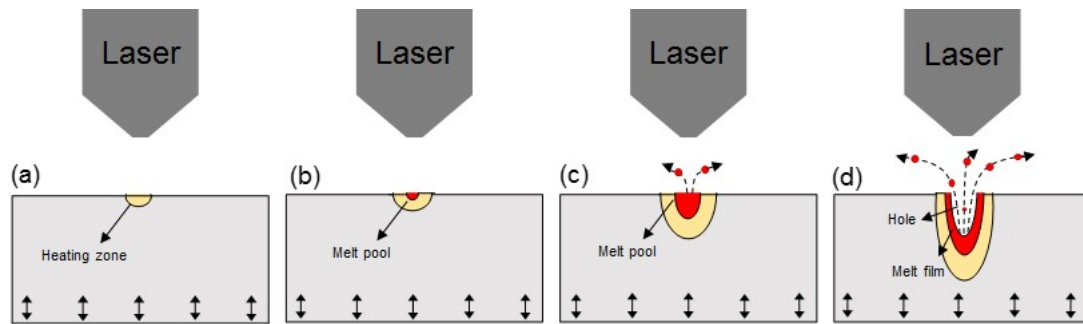 Laser
Laser
Laser
Laser
(a)
Heating zone
(b)
Melt pool
(c)
Melt pool
(d)
Hole
Melt film